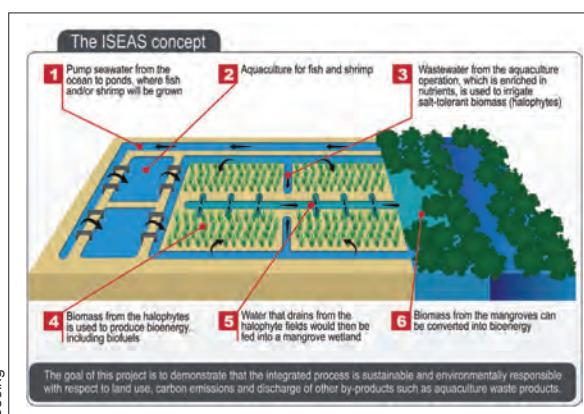 The ISEAS concept
1 Pump seawater from the
ocean to ponds, where fish
and/or shrimp will be grown
2 Aquaculture for fish and shrimp
3 Wastewater from the aquaculture
operation, which is enriched in
nutrients, is used to irrigate
salt-tolerant biomass (halophytes)
4 Biomass from the halophytes
is used to produce bioenergy
including biofuels
5 Water that drains from the
halophyte fields would then be
fed into a mangrove wetland
6 Biomass from the mangroves can
be converted into bioenergy
The goal of this project is to demonstrate that the integrated process is sustainable and environmentally responsible
with respect to land use, carbon emissions and discharge of other by-products such as aquaculture waste products.